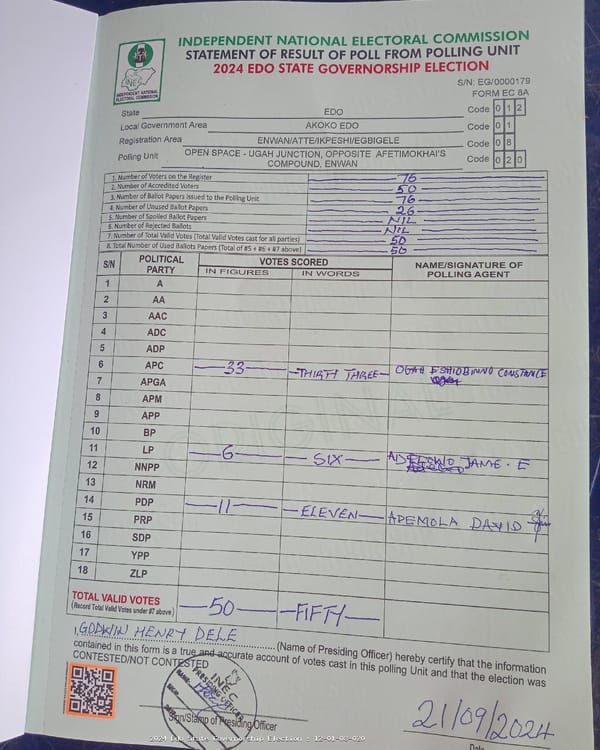 INDEPENDENT NATIONAL ELECTORAL COMMISSION
STATEMENT OF RESULT OF POLL FROM POLLING UNIT
2024 EDO STATE GOVERNORSHIP ELECTION
INEC
INDEPENDENT NATIONAL ELECTORAL COMMISSION
S/N: EG/0000179
FORM EC 8A
State EDO Code 0 1 2
Local Government Area AKOKO EDO Code 0 1
Registration Area ENWAN/ATTE/IKPESHI/EGBIGELE Code 0 8
Polling Unit OPEN SPACE - UGAH JUNCTION, OPPOSITE AFETIMOKHAI'S COMPOUND, ENWAN Code 0 2 0
1. Number of Voters on the Register 76
2. Number of Accredited Voters 50
3. Number of Ballot Papers Issued to the Polling Unit 76
4. Number of Unused Ballot Papers 26
5. Number of Spoiled Ballot Papers NIL
6. Number of Rejected Ballots NIL
7. Number of Total Valid Votes (Total Valid Votes cast for all parties) 50
8. Total Number of Used Ballots Papers (Total of #5 + #6 + #7 above) 50
S/N POLITICAL PARTY VOTES SCORED NAME/SIGNATURE OF POLLING AGENT
IN FIGURES IN WORDS
1 A
2 AA
3 AAC
4 ADC
5 ADP
6 APC 33 THIRTY THREE OGAH ESHIOBINNO CONSTANCE
7 APGA
8 APM
9 APP
10 BP
11 LP 6 SIX JAME. E
12 NNPP
13 NRM
14 PDP 11 ELEVEN ADEMOLA DAVID
15 PRP
16 SDP
17 YPP
18 ZLP
TOTAL VALID VOTES 50 FIFTY
(Record Total Valid Votes under #7 above)
I, GODWIN HENRY DELE (Name of Presiding Officer) hereby certify that the information
contained in this form is a true and accurate account of votes cast in this polling Unit and that the election was
CONTESTED/NOT CONTESTED
INEC
PRESIDING OFFICER
Sign/Stamp of Presiding Officer
21/09/2024
Date
2024 Edo State Governorship Election - 12-01-08-020